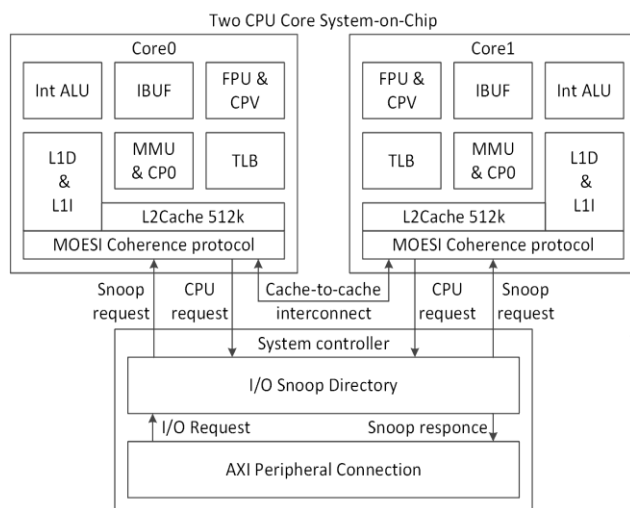 Two CPU Core System-on-Chip
Core0
Int ALU
IBUF
FPU &
CPV
L1D
&
L1I
MMU
& CP0
TLB
L2Cache 512k
MOESI Coherence protocol
Core1
FPU &
CPV
IBUF
Int ALU
TLB
MMU
& CP0
L1D
&
L1I
L2Cache 512k
MOESI Coherence protocol
Snoop
request
CPU
request
Cache-to-cache
interconnect
CPU
request
Snoop
request
System controller
I/O Snoop Directory
I/O Request
Snoop responce
AXI Peripheral Connection